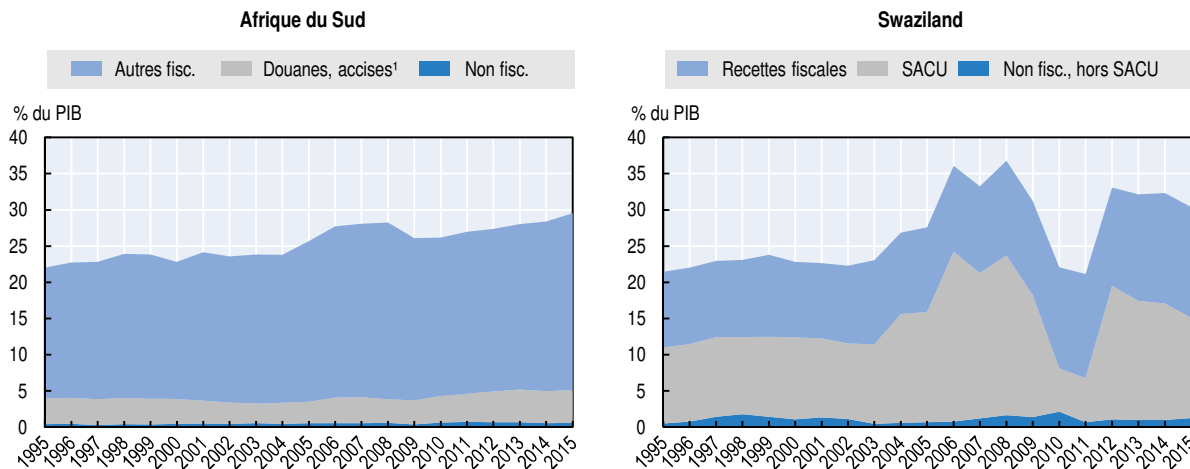 Afrique du Sud
Autres fisc. Douanes, accises¹ Non fisc.
% du PIB
40
35
30
25
20
15
10
5
0
1995 1996 1997 1998 1999 2000 2001 2002 2003 2004 2005 2006 2007 2008 2009 2010 2011 2012 2013 2014 2015
Swaziland
Recettes fiscales SACU Non fisc., hors SACU
% du PIB
40
35
30
25
20
15
10
5
0
1995 1996 1997 1998 1999 2000 2001 2002 2003 2004 2005 2006 2007 2008 2009 2010 2011 2012 2013 2014 2015